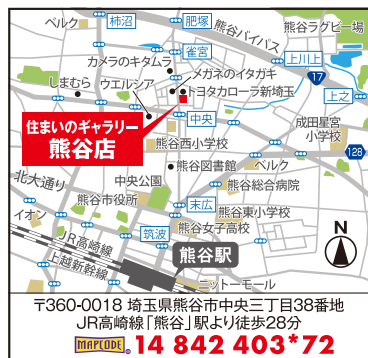 ベルク
柿沼
肥塚
熊谷バイパス
熊谷ラグビー場
雀宮
上川上
カメラのキタムラ
メガネのイタガキ
17
しまむら
ウエルシア
トヨタカローラ新埼玉
上之
住まいのギャラリー
熊谷店
中央
成田星宮
小学校
熊谷西小学校
128
熊谷図書館
ベルク
北大通り
中央公園
熊谷総合病院
熊谷市役所
末広
熊谷東小学校
イオン
筑波
熊谷女子高校
N
JR高崎線
熊谷駅
上越新幹線
ニットーモール
〒360-0018 埼玉県熊谷市中央三丁目38番地
JR高崎線「熊谷」駅より徒歩28分
MAPCODE® 14 842 403*72